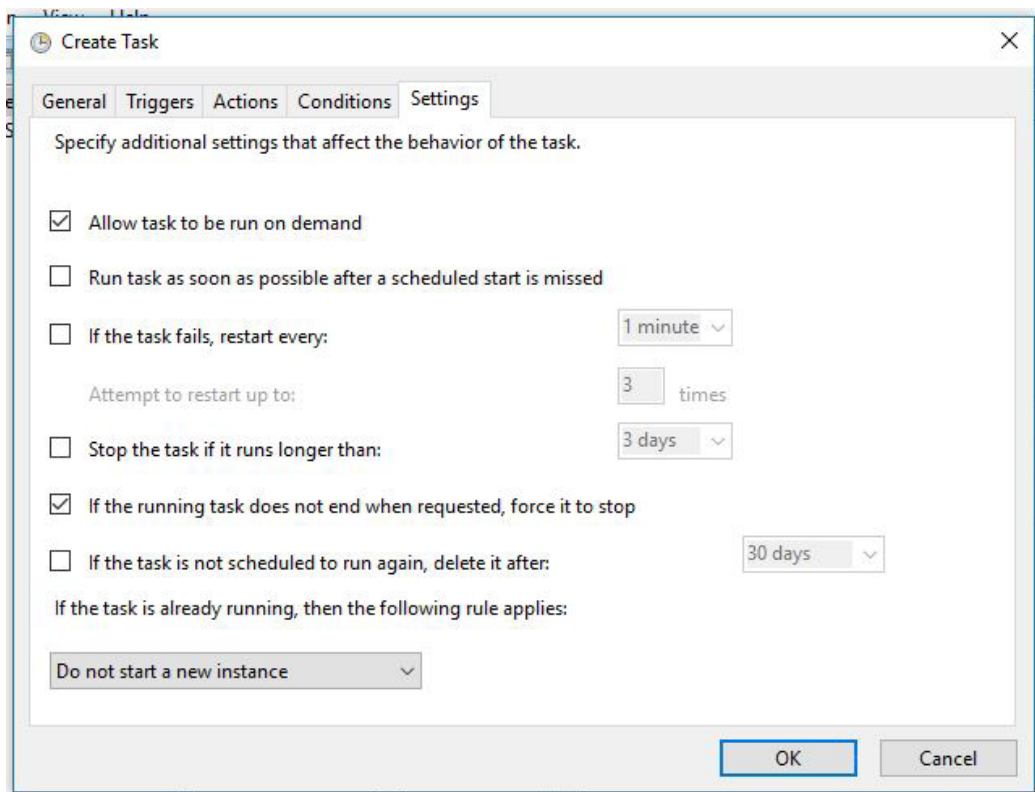 View Help
Create Task
General Triggers Actions Conditions Settings
Specify additional settings that affect the behavior of the task.
Allow task to be run on demand
Run task as soon as possible after a scheduled start is missed
If the task fails, restart every: 1 minute
Attempt to restart up to: 3 times
Stop the task if it runs longer than: 3 days
If the running task does not end when requested, force it to stop
If the task is not scheduled to run again, delete it after: 30 days
If the task is already running, then the following rule applies:
Do not start a new instance
OK Cancel